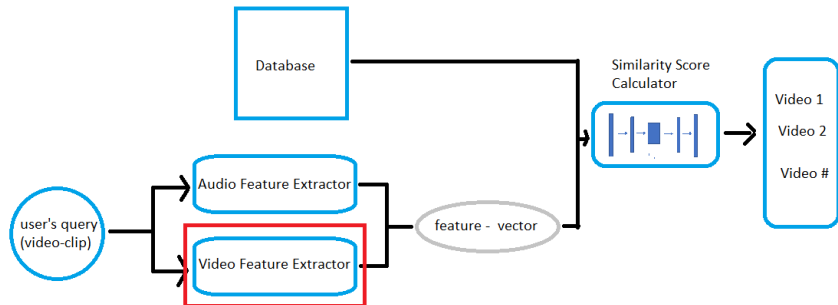 Database
Similarity Score
Calculator
Video 1
Video 2
Video #
Audio Feature Extractor
user's query
(video-clip)
feature - vector
Video Feature Extractor